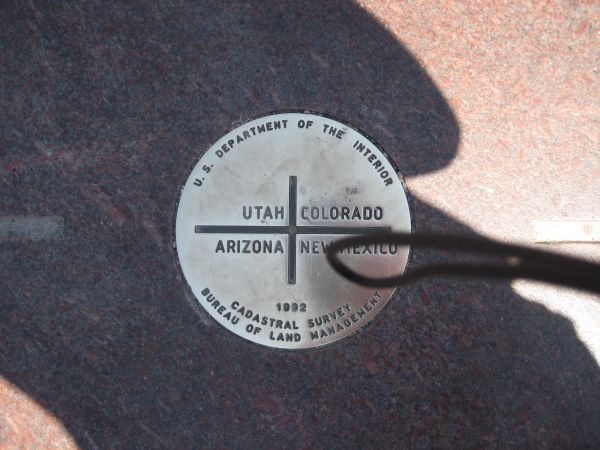 U. S. DEPARTMENT OF THE INTERIOR
UTAH COLORADO
ARIZONA NEW MEXICO
1992
CADASTRAL SURVEY
BUREAU OF LAND MANAGEMENT